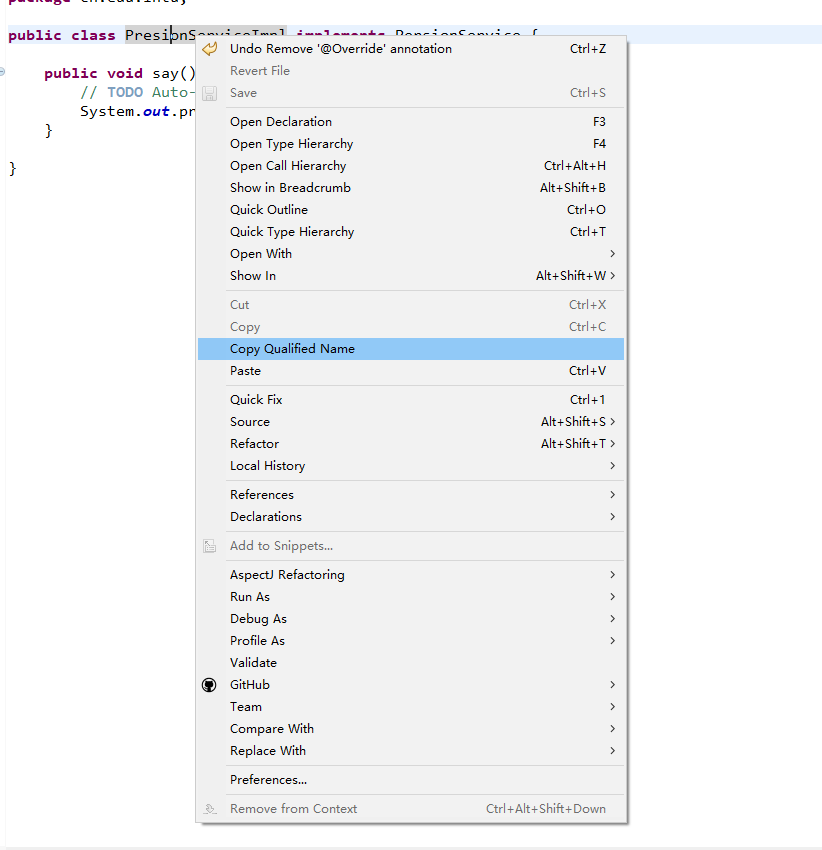 package
public class PresionServiceImpl implements PersionService {
public void say()
// TODO Auto-
System.out.pr
}
}
Undo Remove '@Override' annotation Ctrl+Z
Revert File
Save Ctrl+S
Open Declaration F3
Open Type Hierarchy F4
Open Call Hierarchy Ctrl+Alt+H
Show in Breadcrumb Alt+Shift+B
Quick Outline Ctrl+O
Quick Type Hierarchy Ctrl+T
Open With
Show In Alt+Shift+W
Cut Ctrl+X
Copy Ctrl+C
Copy Qualified Name
Paste Ctrl+V
Quick Fix Ctrl+1
Source Alt+Shift+S
Refactor Alt+Shift+T
Local History
References
Declarations
Add to Snippets...
AspectJ Refactoring
Run As
Debug As
Profile As
Validate
GitHub
Team
Compare With
Replace With
Preferences...
Remove from Context Ctrl+Alt+Shift+Down